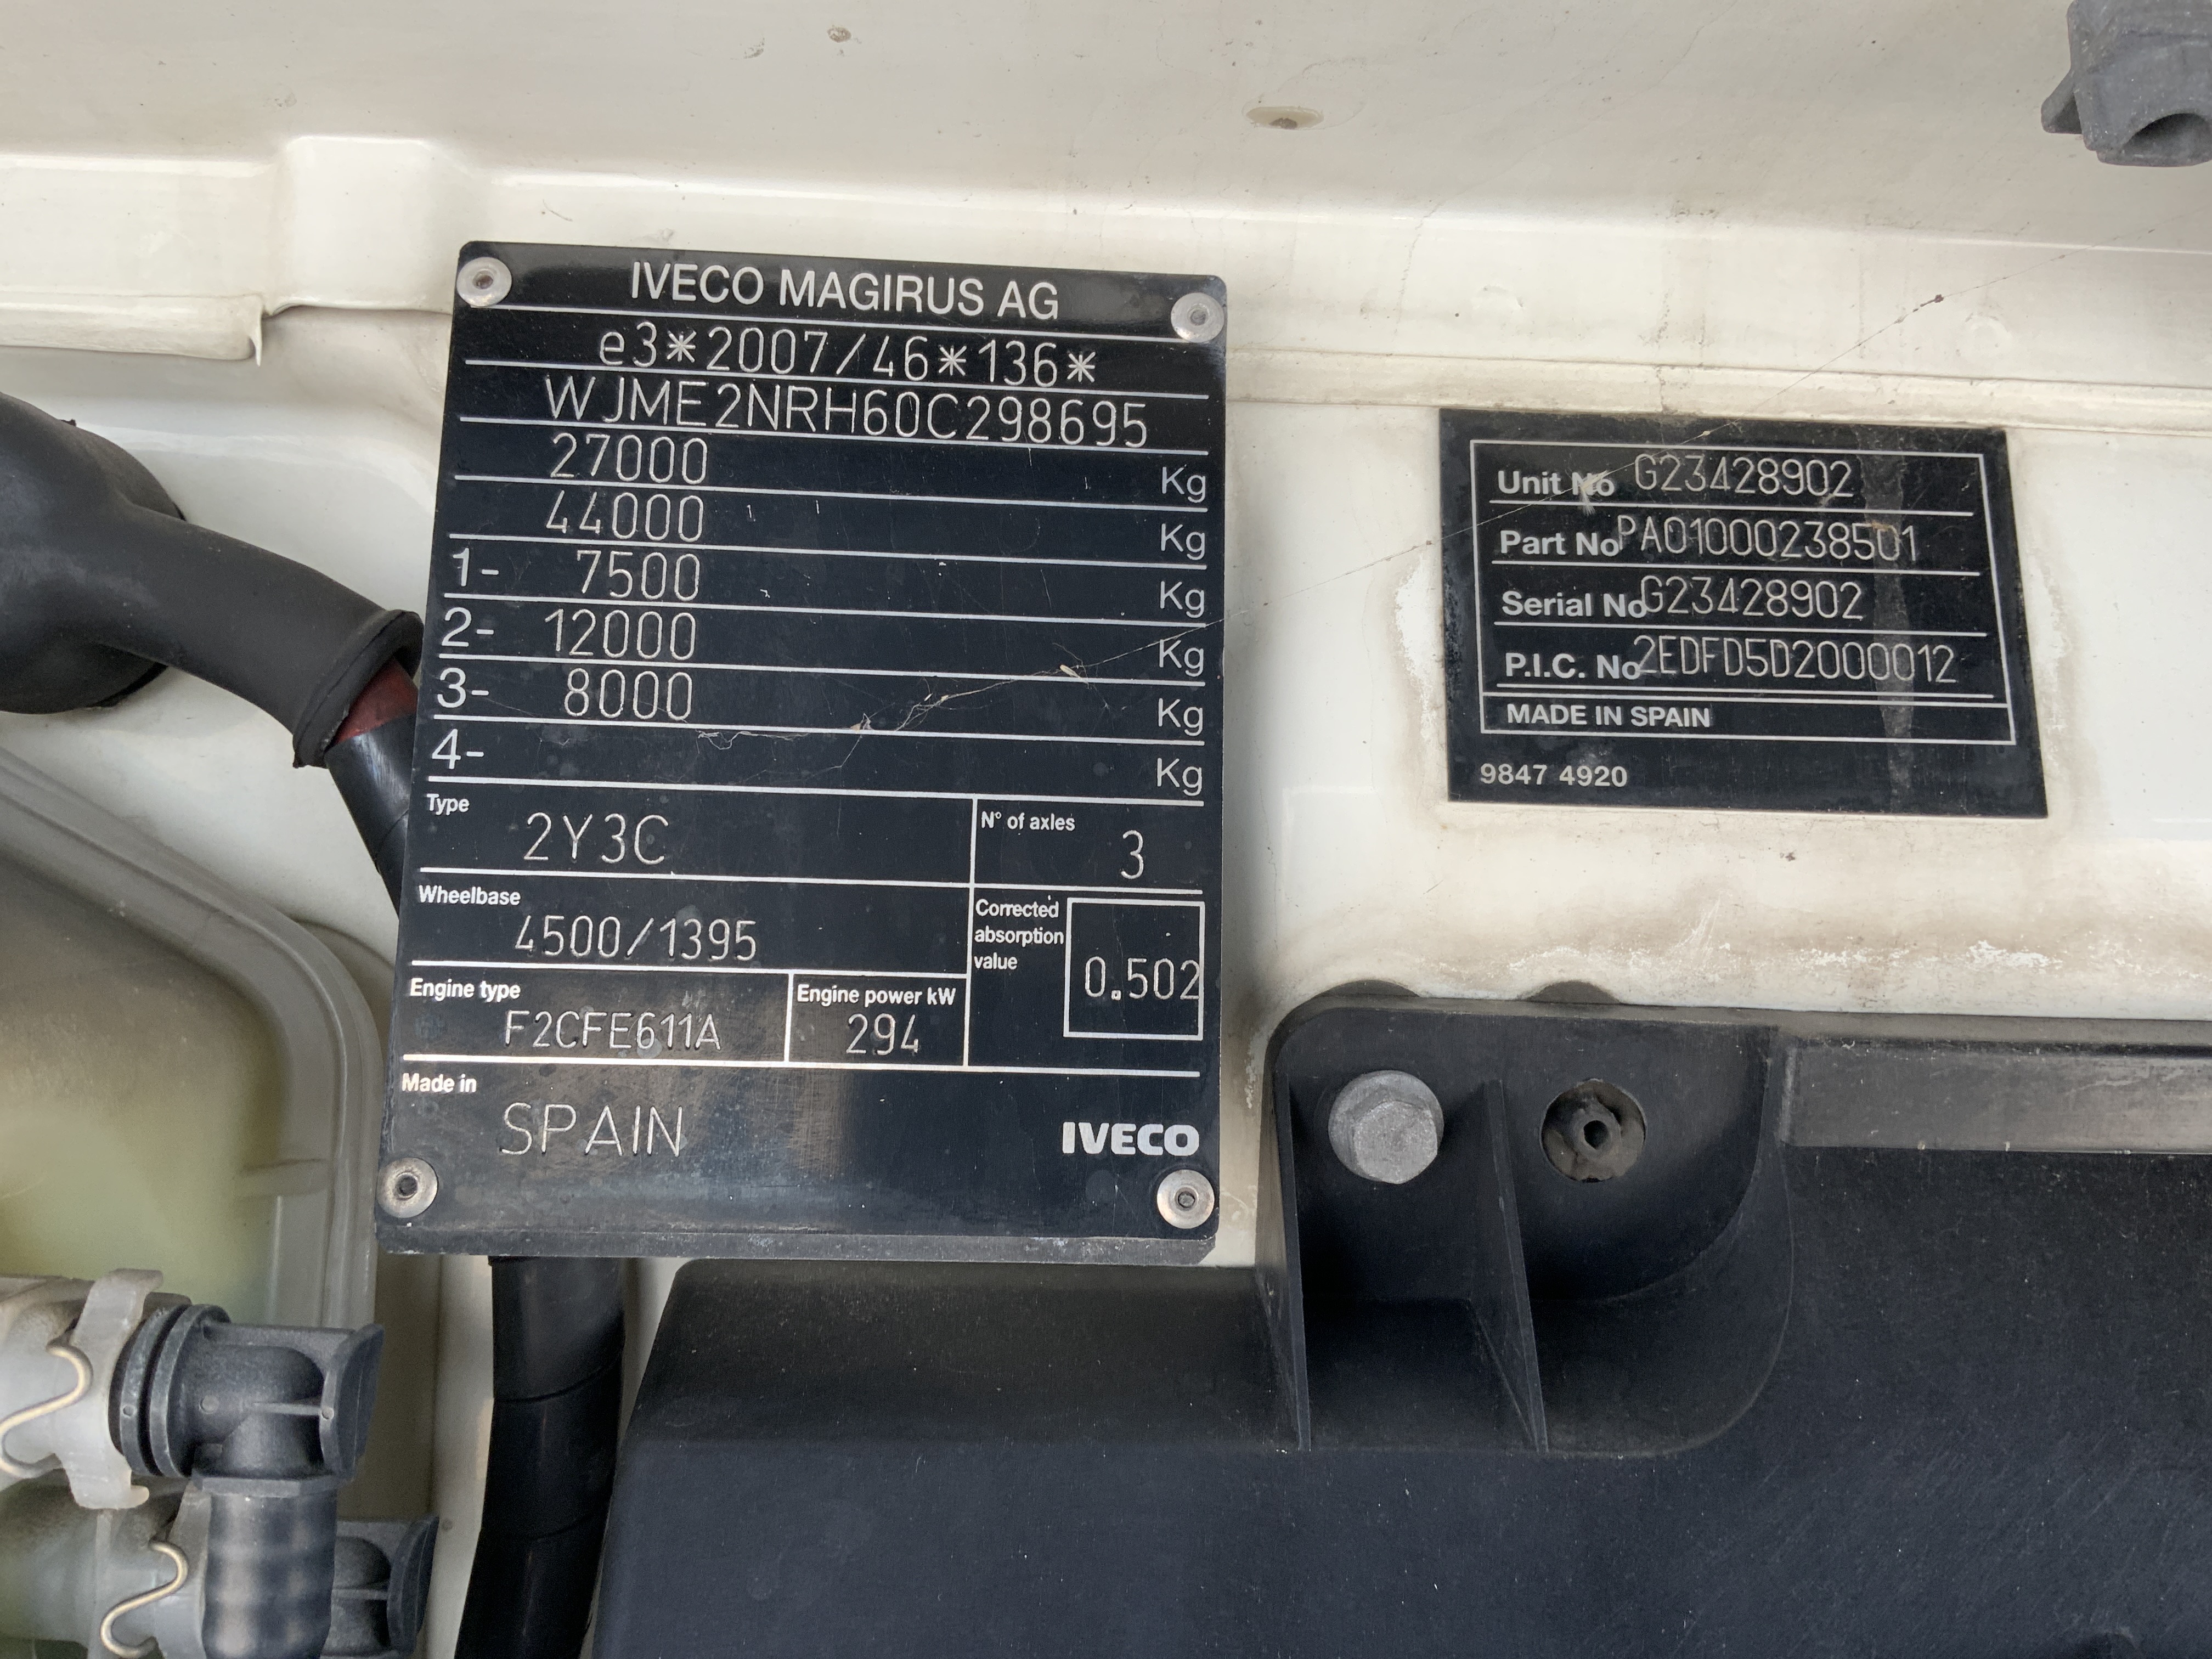 IVECO MAGIRUS AG
e3*2007/46*136*
WJME2NRH60C298695
27000 Kg
44000 Kg
1- 7500 Kg
2- 12000 Kg
3- 8000 Kg
4- Kg
Type 2Y3C
N° of axles 3
Wheelbase 4500/1395
Corrected
absorption
value
0.502
Engine type F2CFE611A
Engine power kW 294
Made in SPAIN
IVECO
Unit No G23428902
Part No PA01000238501
Serial No G23428902
P.I.C. No 2EDFD5D2000012
MADE IN SPAIN
9847 4920